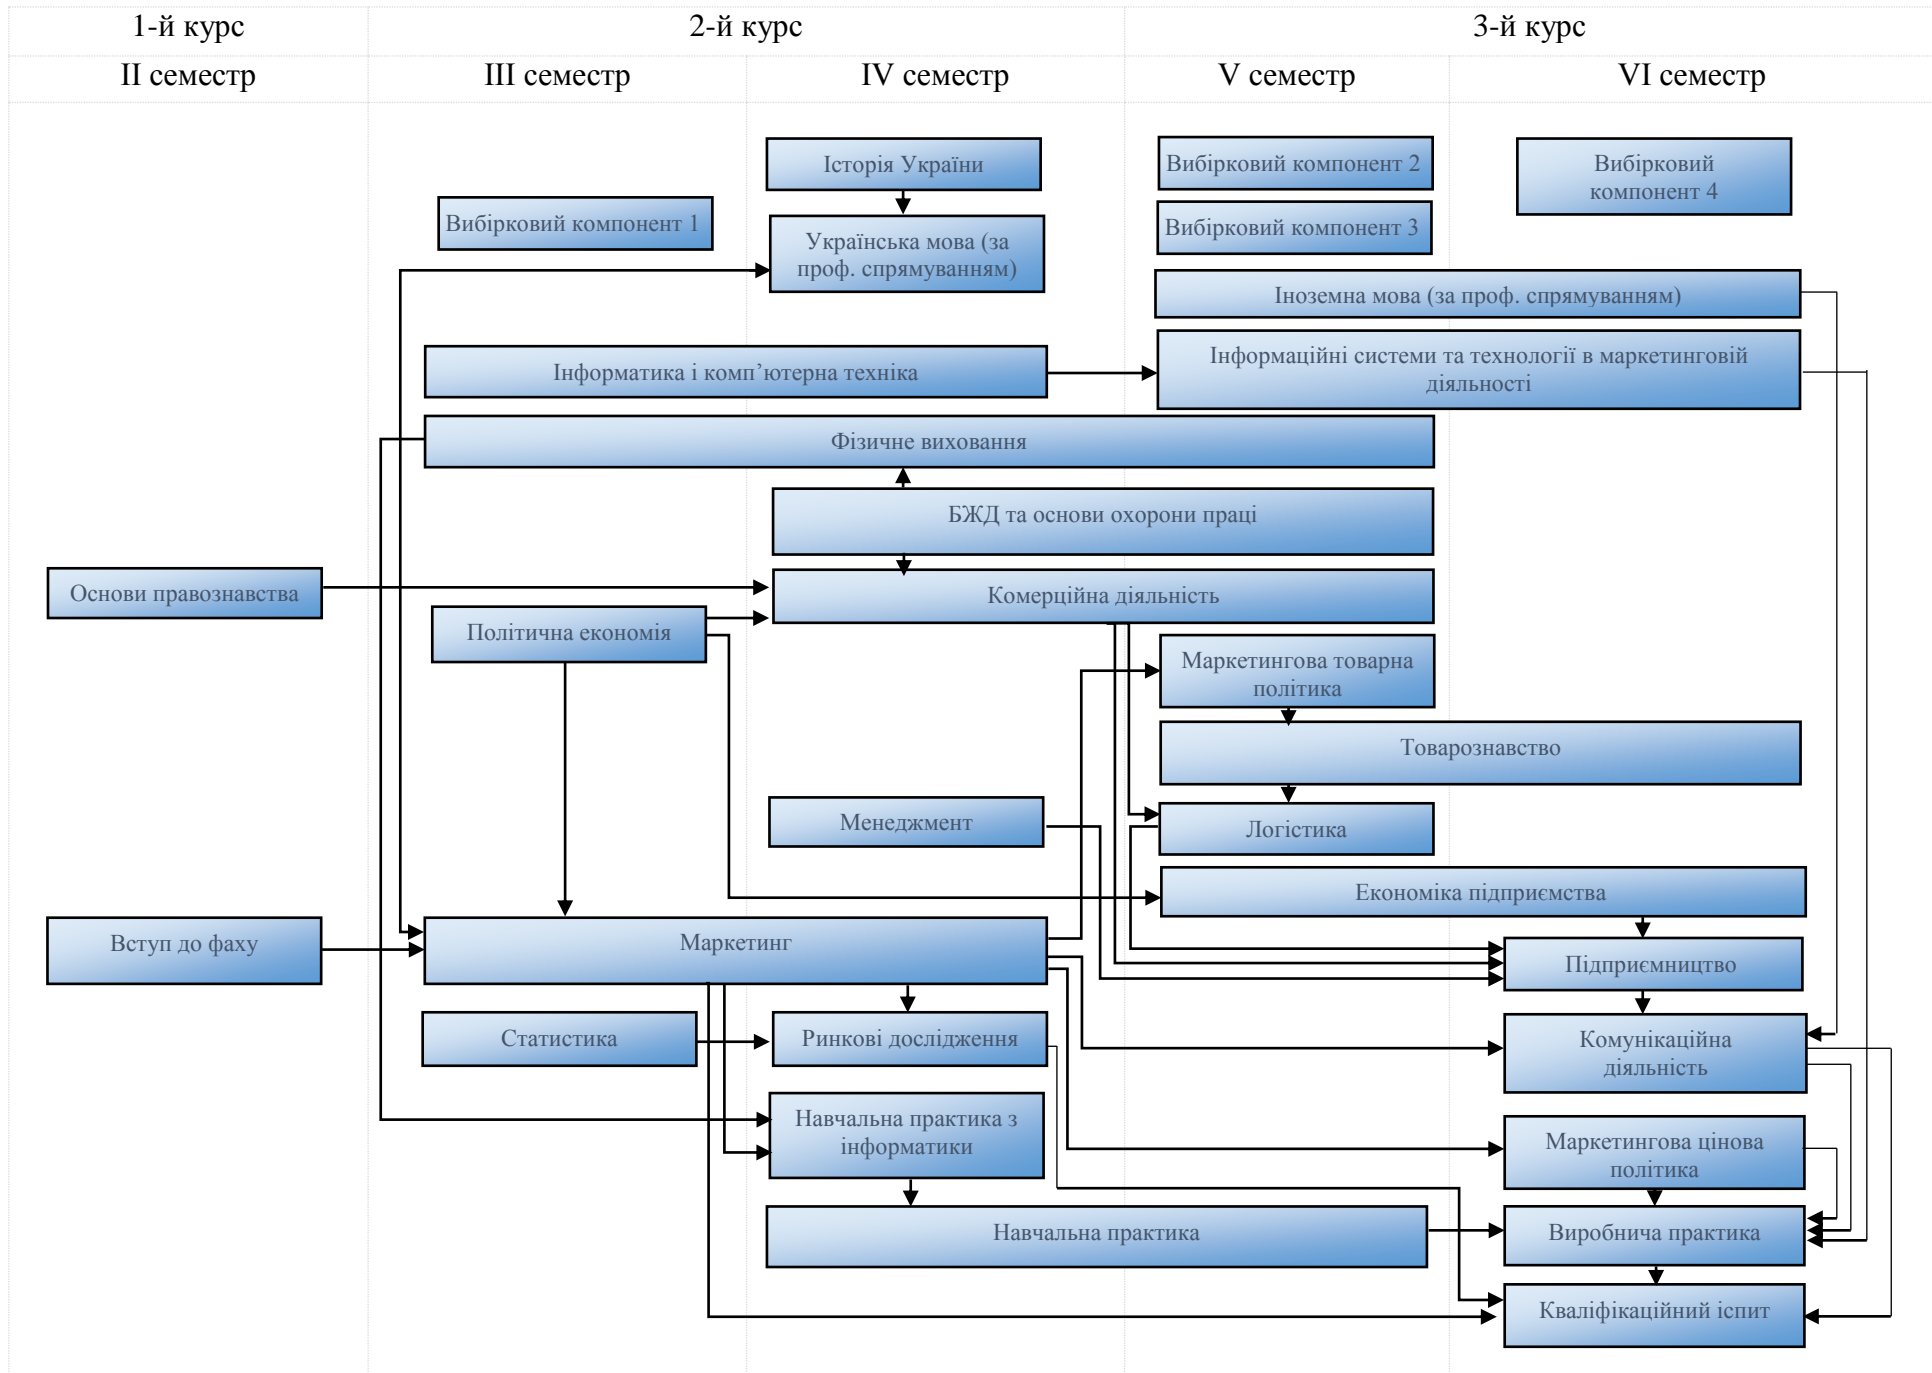 1-й курс
2-й курс
3-й курс
II семестр
III семестр
IV семестр
V семестр
VI семестр
Історія України
Вибірковий компонент 2
Вибірковий
компонент 4
Вибірковий компонент 1
Українська мова (за
проф. спрямуванням)
Вибірковий компонент 3
Іноземна мова (за проф. спрямуванням)
Інформатика і комп’ютерна техніка
Інформаційні системи та технології в маркетинговій
діяльності
Фізичне виховання
БЖД та основи охорони праці
Основи правознавства
Комерційна діяльність
Політична економія
Маркетингова товарна
політика
Товарознавство
Менеджмент
Логістика
Економіка підприємства
Вступ до фаху
Маркетинг
Підприємництво
Статистика
Ринкові дослідження
Комунікаційна
діяльність
Навчальна практика з
інформатики
Маркетингова цінова
політика
Навчальна практика
Виробнича практика
Кваліфікаційний іспит